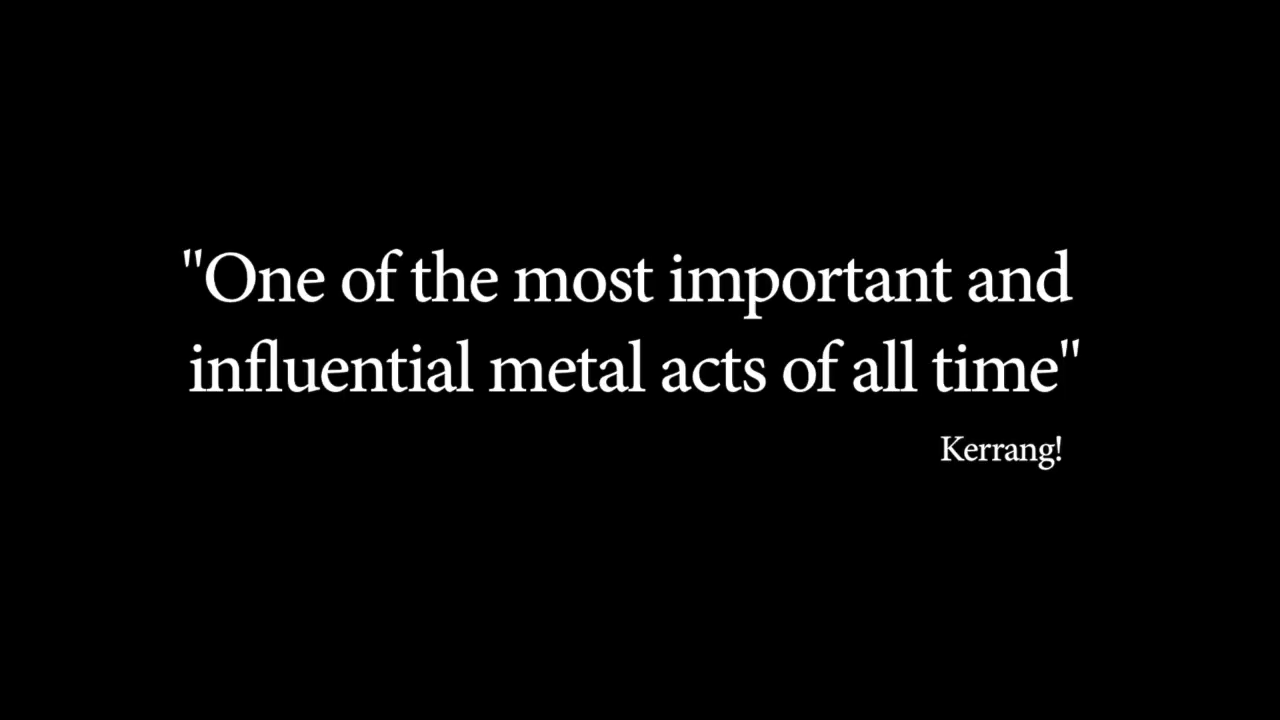 "One of the most important and
influential metal acts of all time"
Kerrang!